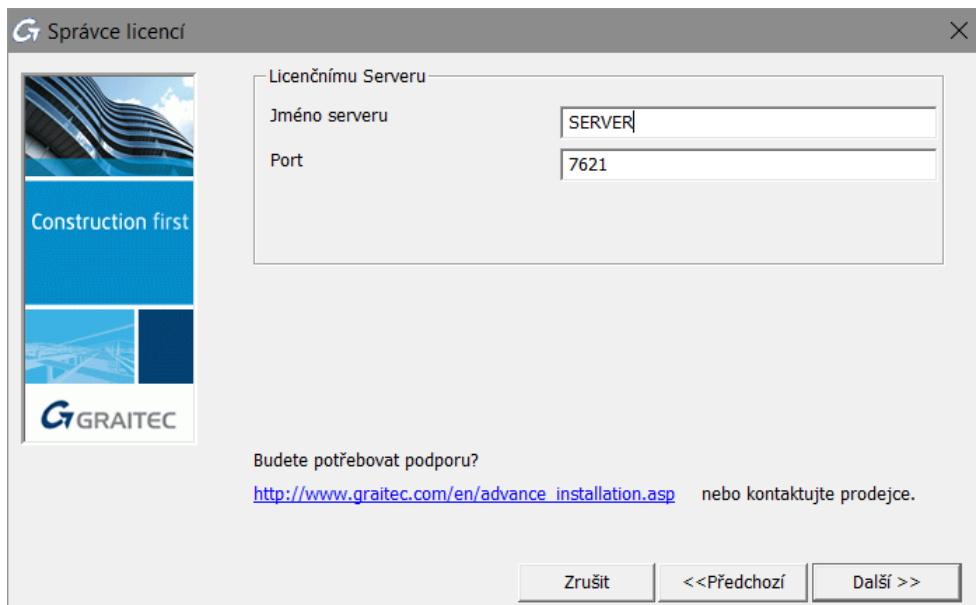 Správce licencí
Licenčnímu Serveru
Jméno serveru
SERVER
Port
7621
Construction first
GRAITEC
Budete potřebovat podporu?
http://www.graitec.com/en/advance_installation.asp nebo kontaktujte prodejce.
Zrušit <<Předchozí Další >>